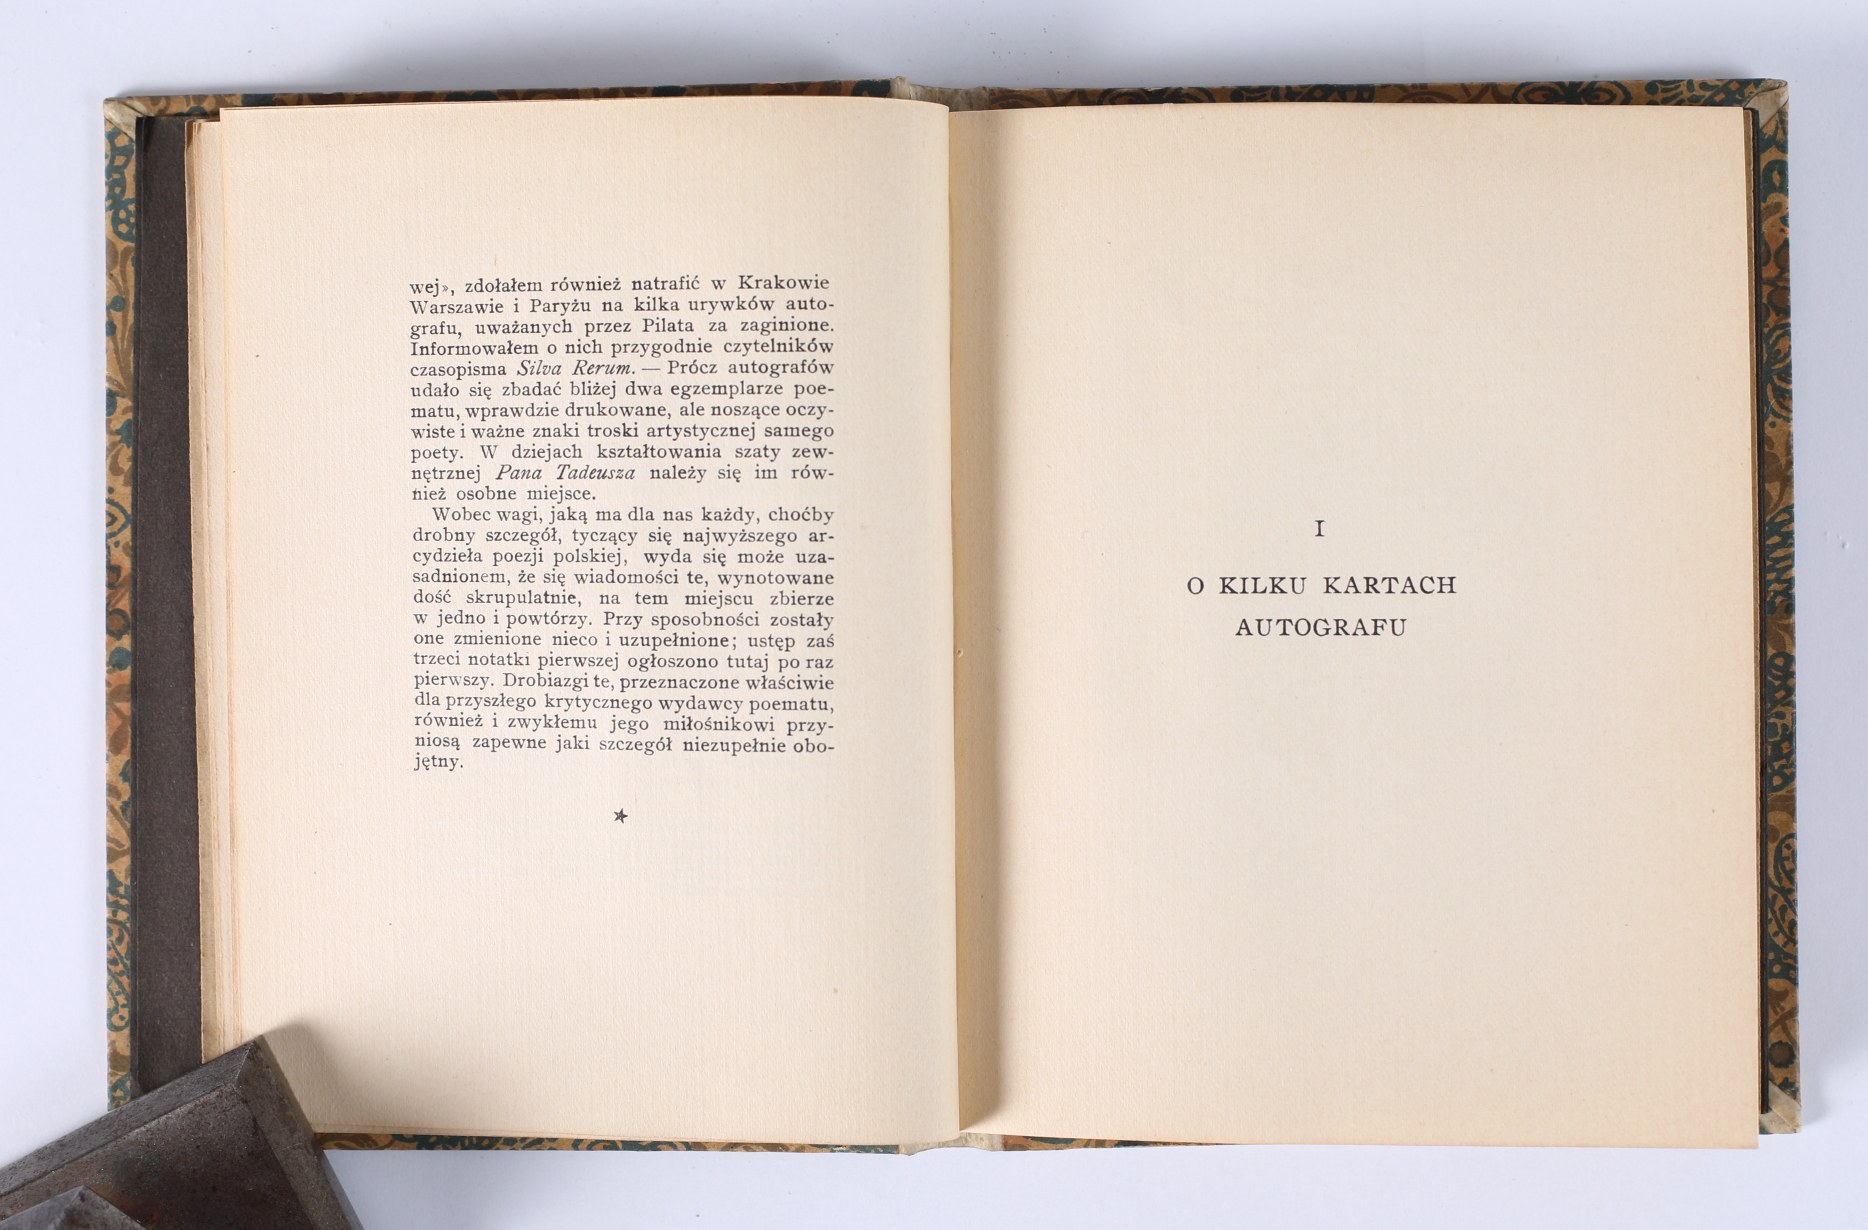 wej», zdołałem również natrafić w Krakowie
Warszawie i Paryżu na kilka urywków auto-
grafu, uważanych przez Pilata za zaginione.
Informowałem o nich przygodnie czytelników
czasopisma Silva Rerum. — Prócz autografów
udało się zbadać bliżej dwa egzemplarze poe-
matu, wprawdzie drukowane, ale noszące oczy-
wiste i ważne znaki troski artystycznej samego
poety. W dziejach kształtowania szaty zew-
nętrznej Pana Tadeusza należy się im rów-
nież osobne miejsce.
Wobec wagi, jaką ma dla nas każdy, choćby
drobny szczegół, tyczący się najwyższego ar-
cydzieła poezji polskiej, wyda się może uza-
sadnionem, że się wiadomości te, wynotowane
dość skrupulatnie, na tem miejscu zbierze
w jedno i powtórzy. Przy sposobności zostały
one zmienione nieco i uzupełnione; ustęp zaś
trzeci notatki pierwszej ogłoszono tutaj po raz
pierwszy. Drobiazgi te, przeznaczone właściwie
dla przyszłego krytycznego wydawcy poematu,
również i zwykłemu jego miłośnikowi przy-
niosą zapewne jaki szczegół niezupełnie obo-
jętny.
★
I
O KILKU KARTACH
AUTOGRAFU